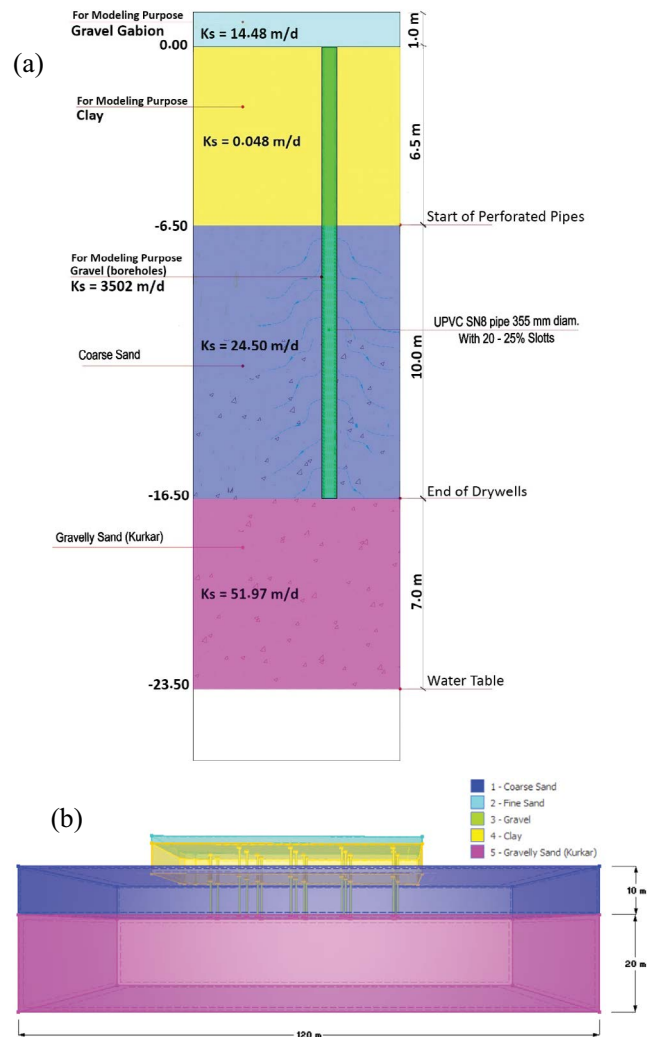 (a)
For Modeling Purpose
Gravel Gabion
Ks = 14.48 m/d
1.0 m
0.00
For Modeling Purpose
Clay
Ks = 0.048 m/d
6.5 m
-6.50
Start of Perforated Pipes
For Modeling Purpose
Gravel (boreholes)
Ks = 3502 m/d
Ks = 24.50 m/d
10.0 m
UPVC SN8 pipe 355 mm diam.
With 20 - 25% Slotts
Coarse Sand
-16.50
End of Drywells
Gravelly Sand (Kurkar)
Ks = 51.97 m/d
7.0 m
-23.50
Water Table
(b)
1 - Coarse Sand
2 - Fine Sand
3 - Gravel
4 - Clay
5 - Gravelly Sand (Kurkar)
10 m
20 m
120 m